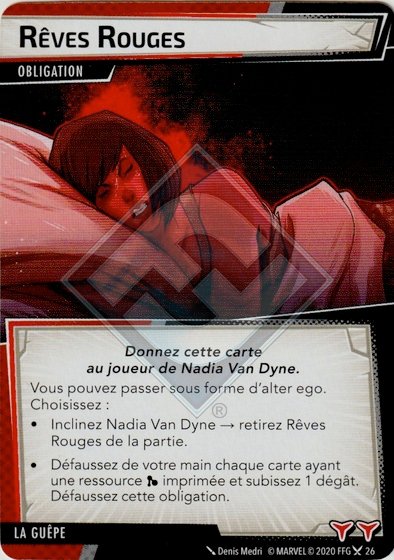 RÊVES ROUGES
OBLIGATION
Donnez cette carte
au joueur de Nadia Van Dyne.
Vous pouvez passer sous forme d'alter ego.
Choisissez :
• Inclinez Nadia Van Dyne → retirez Rêves
Rouges de la partie.
• Défaussez de votre main chaque carte ayant
une ressource imprimée et subissez 1 dégât.
Défaussez cette obligation.
®
LA GUÊPE
Denis Medri © MARVEL © 2020 FFG 26